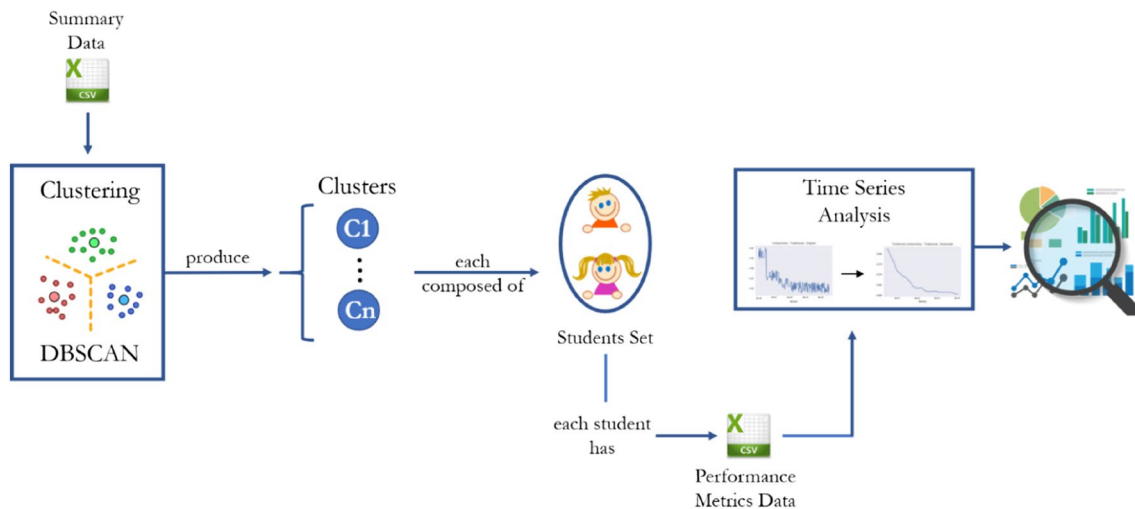 Summary
Data
X
CSV
Clustering
DBSCAN
produce
Clusters
C1
Cn
each
composed of
Students Set
each student
has
X
CSV
Performance
Metrics Data
Time Series
Analysis